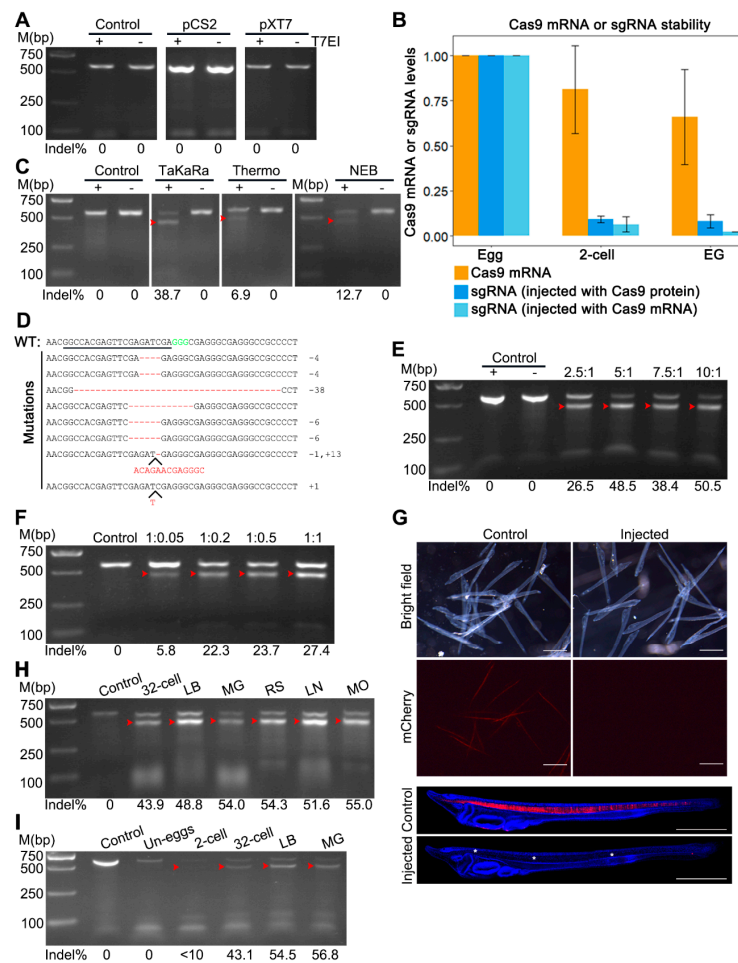 A
Control pCS2 pXT7
M(bp) + - + - + - T7EI
750
500
250
100
Indel% 0 0 0 0 0 0
B
Cas9 mRNA or sgRNA stability
Cas9 mRNA or sgRNA levels
1.00
0.75
0.50
0.25
0.00
Egg 2-cell EG
Cas9 mRNA
sgRNA (injected with Cas9 protein)
sgRNA (injected with Cas9 mRNA)
C
Control TaKaRa Thermo NEB
M(bp) + - + - + - + -
750
500
250
100
Indel% 0 0 38.7 0 6.9 0 12.7 0
D
WT: AACGGCCACGAGTTCGAGATCGAGGGCGAGGGCGAGGGCCGCCCCT
Mutations
AACGGCCACGAGTTCGA----GAGGGCGAGGGCGAGGGCCGCCCCT -4
AACGGCCACGAGTTCGA----GAGGGCGAGGGCGAGGGCCGCCCCT -4
AACGG--------------------------------------CCT -38
AACGGCCACGAGTTCGAGATCGAGGGCGAGGGCCGCCCCT
AACGGCCACGAGTTC------GAGGGCGAGGGCGAGGGCCGCCCCT -6
AACGGCCACGAGTTC------GAGGGCGAGGGCGAGGGCCGCCCCT -6
AACGGCCACGAGTTCGAGAT-GAGGGCGAGGGCGAGGGCCGCCCCT -1,+13
ACAGAACGAGGGC
AACGGCCACGAGTTCGAGATCGAGGGCGAGGGCGAGGGCCGCCCCT +1
T
E
Control
M(bp) + - 2.5:1 5:1 7.5:1 10:1
750
500
250
100
Indel% 0 0 26.5 48.5 38.4 50.5
F
M(bp) Control 1:0.05 1:0.2 1:0.5 1:1
750
500
250
100
Indel% 0 5.8 22.3 23.7 27.4
G
Control Injected
Bright field
mCherry
Control
Injected
* * *
H
M(bp) Control 32-cell LB MG RS LN MO
750
500
250
100
Indel% 0 43.9 48.8 54.0 54.3 51.6 55.0
I
M(bp) Control Un-eggs 2-cell 32-cell LB MG
750
500
250
100
Indel% 0 0 <10 43.1 54.5 56.8